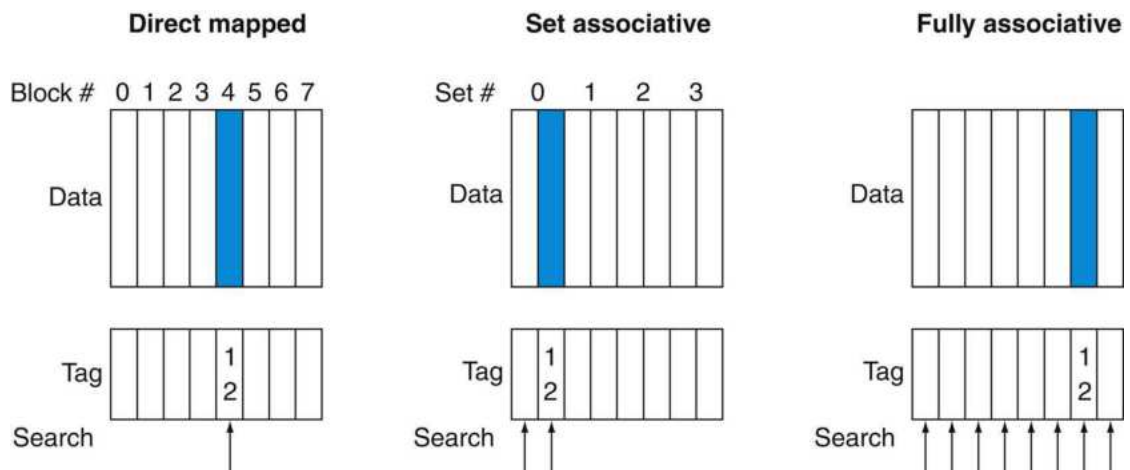 Direct mapped
Set associative
Fully associative
Block # 0 1 2 3 4 5 6 7
Set # 0 1 2 3
Data
Data
Data
Tag
1
2
Tag
1
2
Tag
1
2
Search
Search
Search